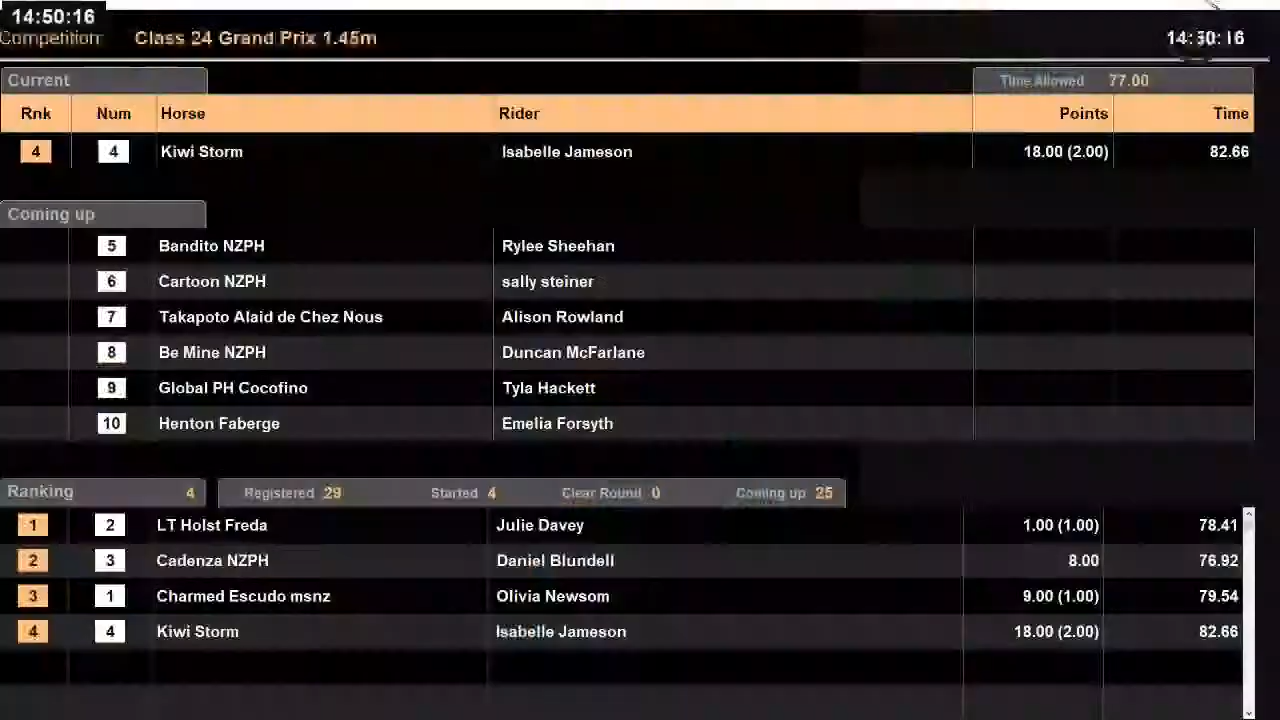 14:50:16
Competition Class 24 Grand Prix 1.45m 14:50:16
Current Time Allowed 77.00
Rnk Num Horse Rider Points Time
4 4 Kiwi Storm Isabelle Jameson 18.00 (2.00) 82.66
Coming up
5 Bandito NZPH Rylee Sheehan
6 Cartoon NZPH sally steiner
7 Takapoto Alaid de Chez Nous Alison Rowland
8 Be Mine NZPH Duncan McFarlane
9 Global PH Cocofino Tyla Hackett
10 Henton Faberge Emelia Forsyth
Ranking 4 Registered 29 Started 4 Clear Round 0 Coming up 25
1 2 LT Holst Freda Julie Davey 1.00 (1.00) 78.41
2 3 Cadenza NZPH Daniel Blundell 8.00 76.92
3 1 Charmed Escudo msnz Olivia Newsom 9.00 (1.00) 79.54
4 4 Kiwi Storm Isabelle Jameson 18.00 (2.00) 82.66